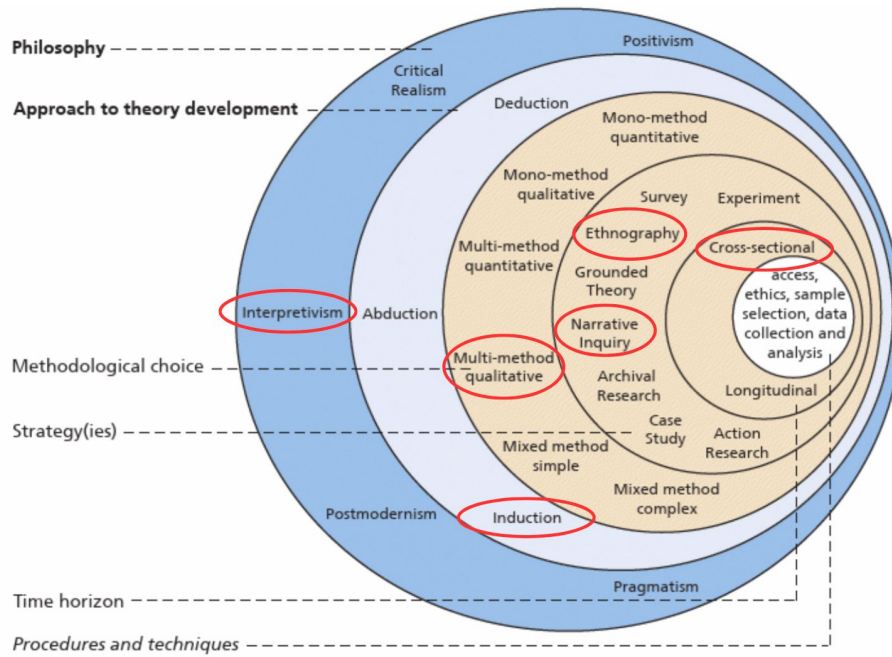 Philosophy
Positivism
Critical
Realism
Approach to theory development
Deduction
Mono-method
quantitative
Mono-method
qualitative
Survey
Experiment
Ethnography
Cross-sectional
Multi-method
quantitative
Grounded
Theory
access,
ethics, sample
selection, data
collection and
analysis
Interpretivism
Abduction
Narrative
Inquiry
Methodological choice
Multi-method
qualitative
Archival
Research
Longitudinal
Strategy(ies)
Case
Study
Action
Research
Mixed method
simple
Mixed method
complex
Postmodernism
Induction
Pragmatism
Time horizon
Procedures and techniques